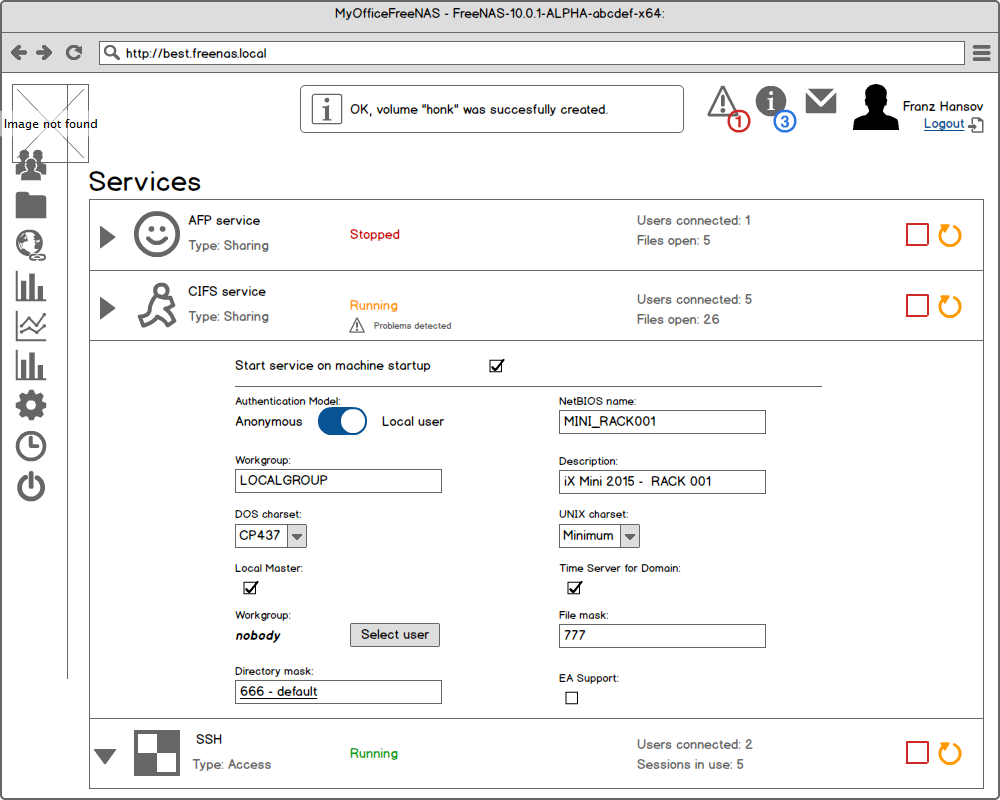 MyOfficeFreeNAS - FreeNAS-10.0.1-ALPHA-abcdef-x64:
http://best.freenas.local
Image not found
OK, volume "honk" was succesfully created.
1
3
Franz Hansov
Logout
Services
AFP service
Type: Sharing
Stopped
Users connected: 1
Files open: 5
CIFS service
Type: Sharing
Running
Problems detected
Users connected: 5
Files open: 26
Start service on machine startup
Authentication Model:
Anonymous Local user
NetBIOS name:
MINI_RACK001
Workgroup:
LOCALGROUP
Description:
iX Mini 2015 - RACK 001
DOS charset:
CP437
UNIX charset:
Minimum
Local Master:
Time Server for Domain:
Workgroup:
nobody
Select user
File mask:
777
Directory mask:
666 - default
EA Support:
SSH
Type: Access
Running
Users connected: 2
Sessions in use: 5